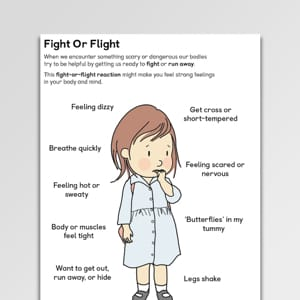 Fight Or Flight
When we encounter something scary or dangerous our bodies
try to be helpful by getting us ready to fight or run away.
This fight-or-flight reaction might make you feel strong feelings
in your body and mind.
Feeling dizzy
Get cross or
short-tempered
Breathe quickly
Feeling scared or
nervous
Feeling hot or
sweaty
'Butterflies' in my
tummy
Body or muscles
feel tight
Want to get out,
run away, or hide
Legs shake